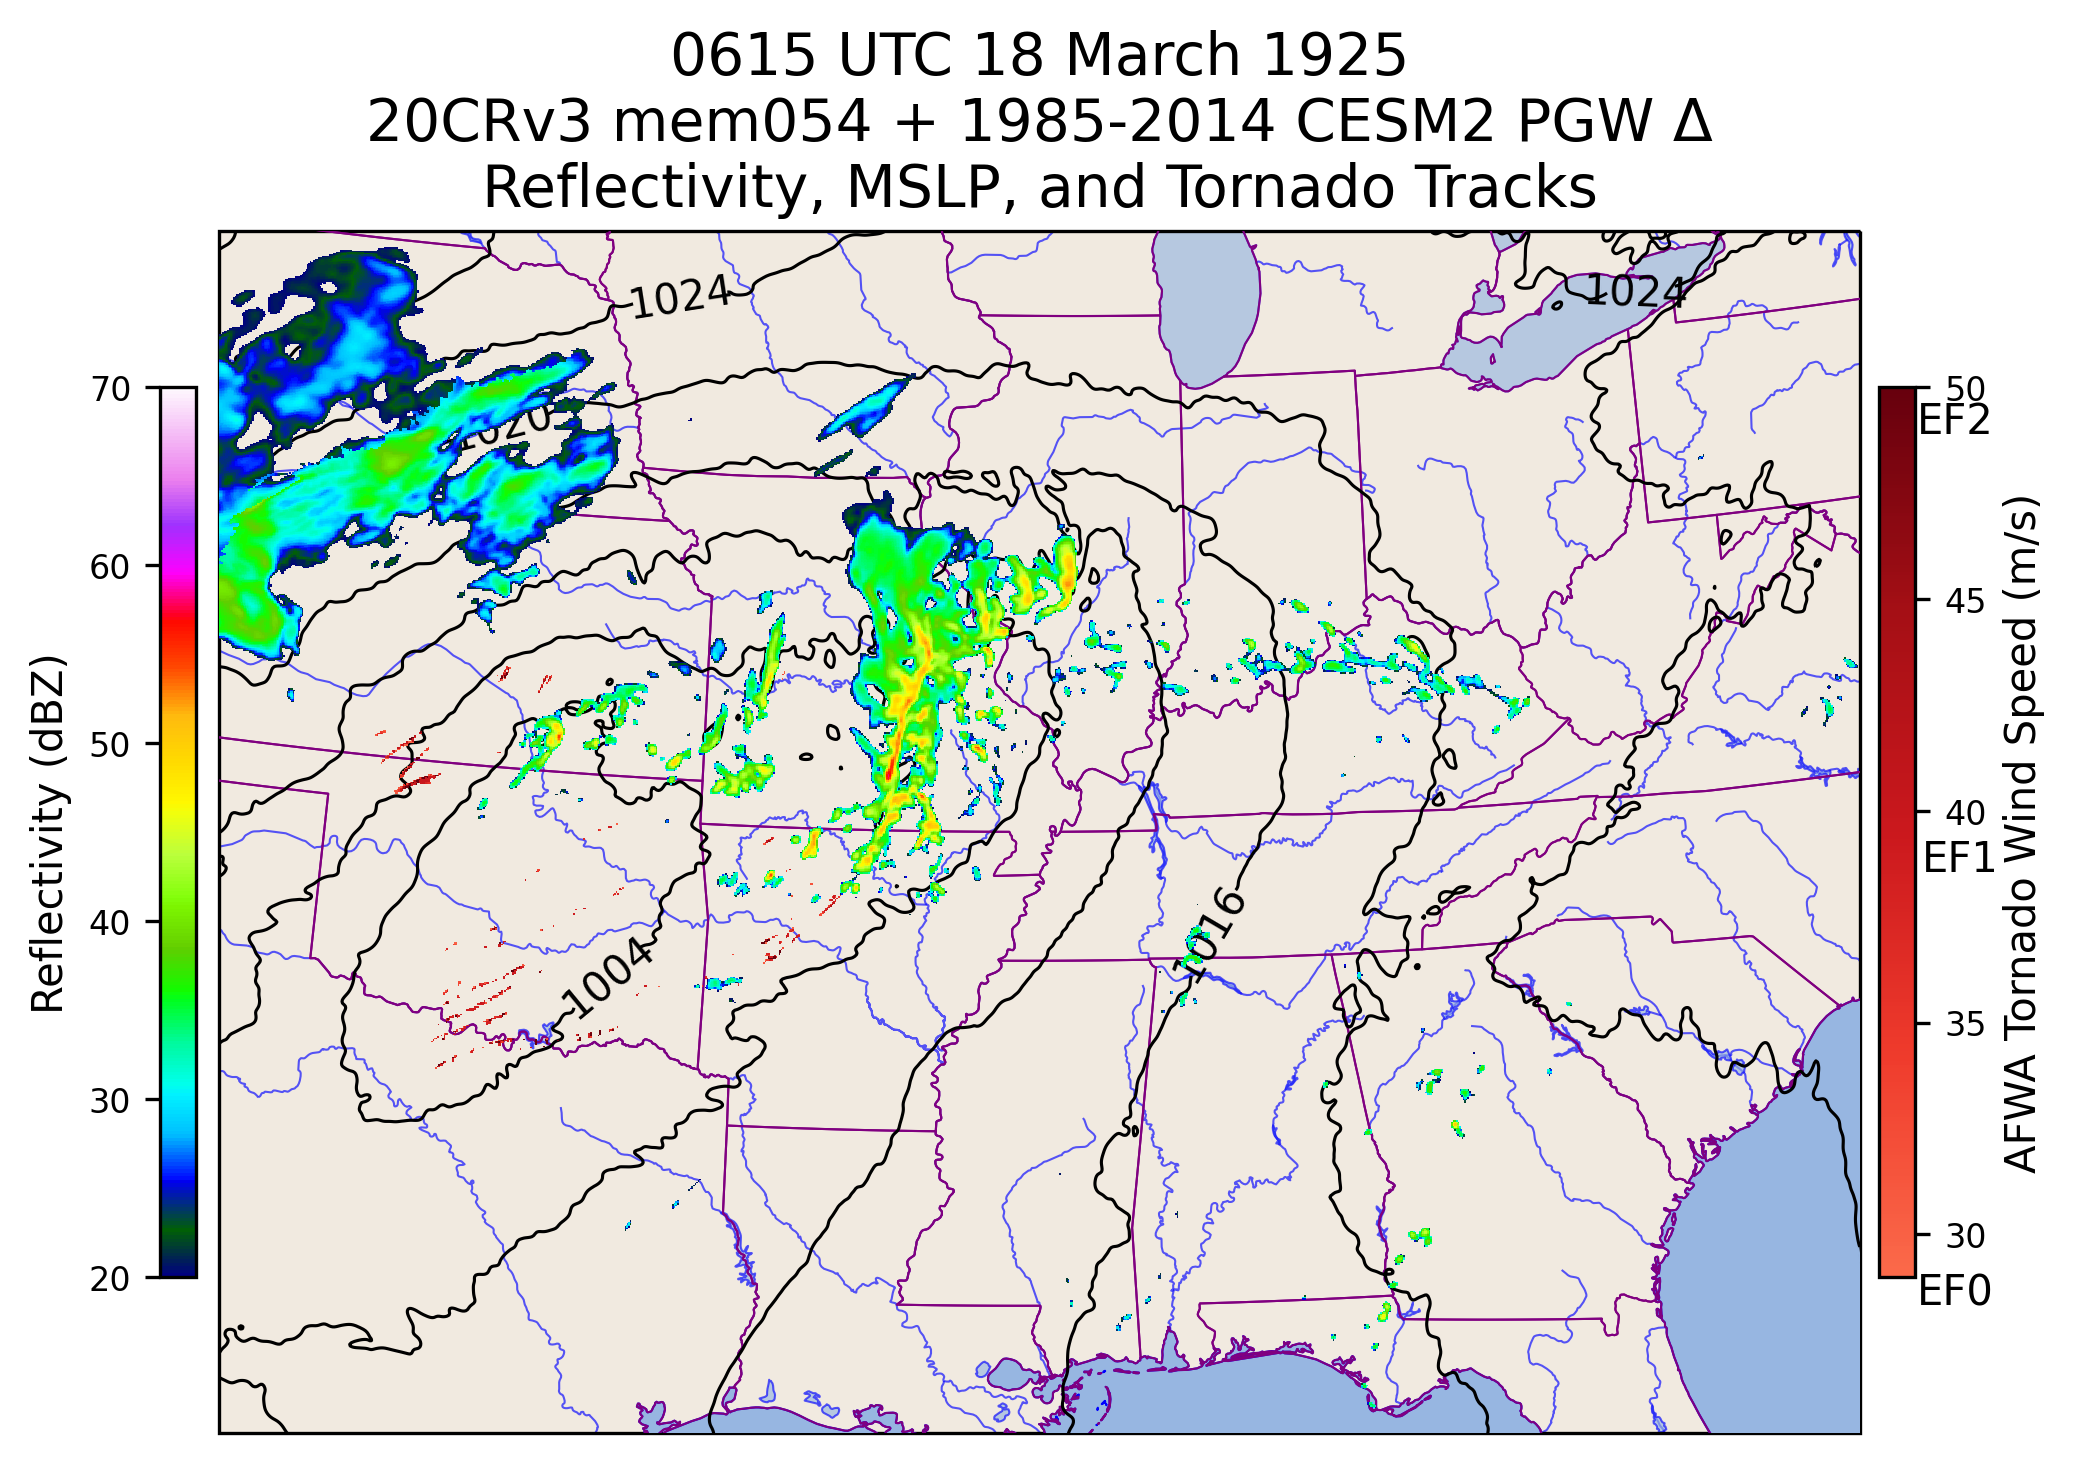 0615 UTC 18 March 1925
20CRv3 mem054 + 1985-2014 CESM2 PGW Δ
Reflectivity, MSLP, and Tornado Tracks
1024
1024
1020
1016
1004
70
60
50
40
30
20
Reflectivity (dBZ)
50
EF2
45
40
EF1
35
30
EF0
AFWA Tornado Wind Speed (m/s)